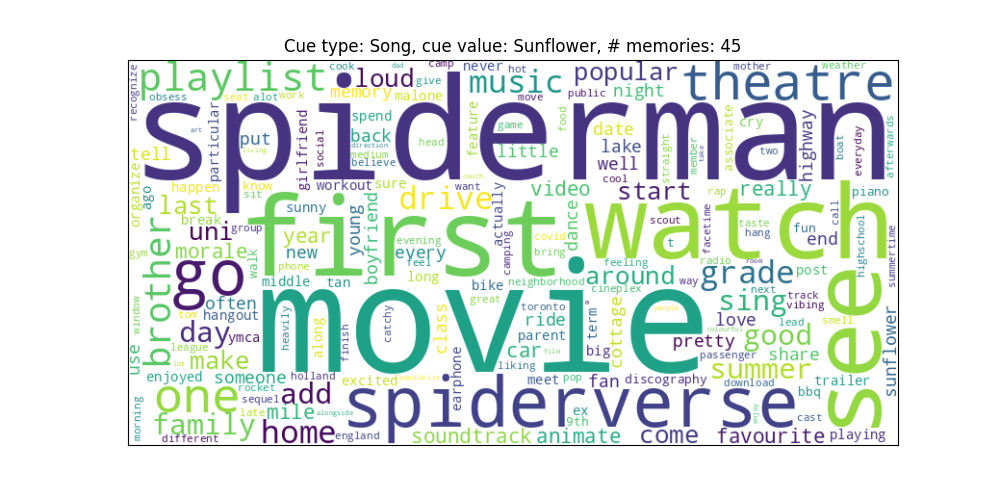 Cue type: Song, cue value: Sunflower, # memories: 45
recognize playlist cook dad loud camp give never hot music popular public night mother theatre weather
obsess seat alot work memory malone move
spiderman
particular put girlfriend social spend back medium direction believe head feature game little food date lake well cool straight member take associate cry two highway boat everyday afterwards
art living
tell organize ago happen know sit workout sure drive couch want actually video start rap really piano
last break sunny young boyfriend first evening covid dance watch scout taste fun call highschool summertime
uni group year new every feel camping bring t facetime hang end
brother morale walk phone long bike neighborhood feeling radio room post
gym go middle tan great cineplex around way grade see
window often hangout tom movie toronto term people sing next track vibing
use day ymca heavily along finish catchy class ride parent cottage love colourful lead smell sunflower
league make lot car film big pretty passenger good share
enjoyed someone rocket holland excited popularize earphone liking meet pop fan discography summer download trailer bbq
morning one add sequel spiderverse ex enjoy cast
family late mile alongside 9th
different home england soundtrack animate come favourite playing